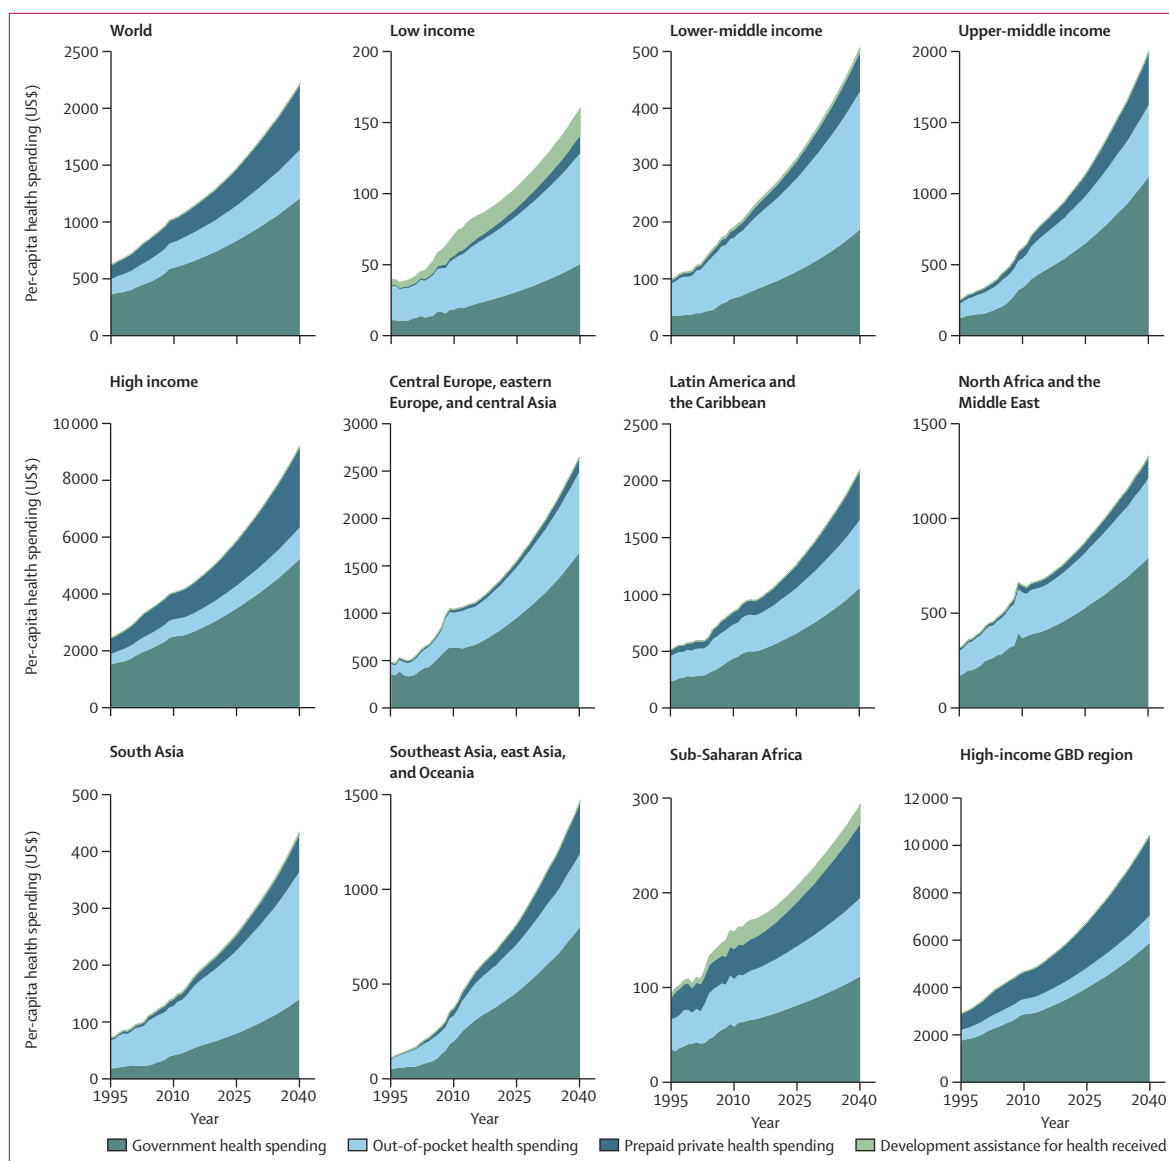 World
Low income
Lower-middle income
Upper-middle income
Per-capita health spending (US$)
2500
2000
1500
1000
500
0
200
150
100
50
0
500
400
300
200
100
0
2000
1500
1000
500
0
High income
Central Europe, eastern
Europe, and central Asia
Latin America and
the Caribbean
North Africa and the
Middle East
Per-capita health spending (US$)
10 000
8000
6000
4000
2000
0
3000
2500
2000
1500
1000
500
0
2500
2000
1500
1000
500
0
1500
1000
500
0
South Asia
Southeast Asia, east Asia,
and Oceania
Sub-Saharan Africa
High-income GBD region
Per-capita health spending (US$)
500
400
300
200
100
0
1500
1000
500
0
300
200
100
0
12 000
10 000
8000
6000
4000
2000
0
1995 2010 2025 2040
1995 2010 2025 2040
1995 2010 2025 2040
1995 2010 2025 2040
Year
Year
Year
Year
Government health spending
Out-of-pocket health spending
Prepaid private health spending
Development assistance for health received